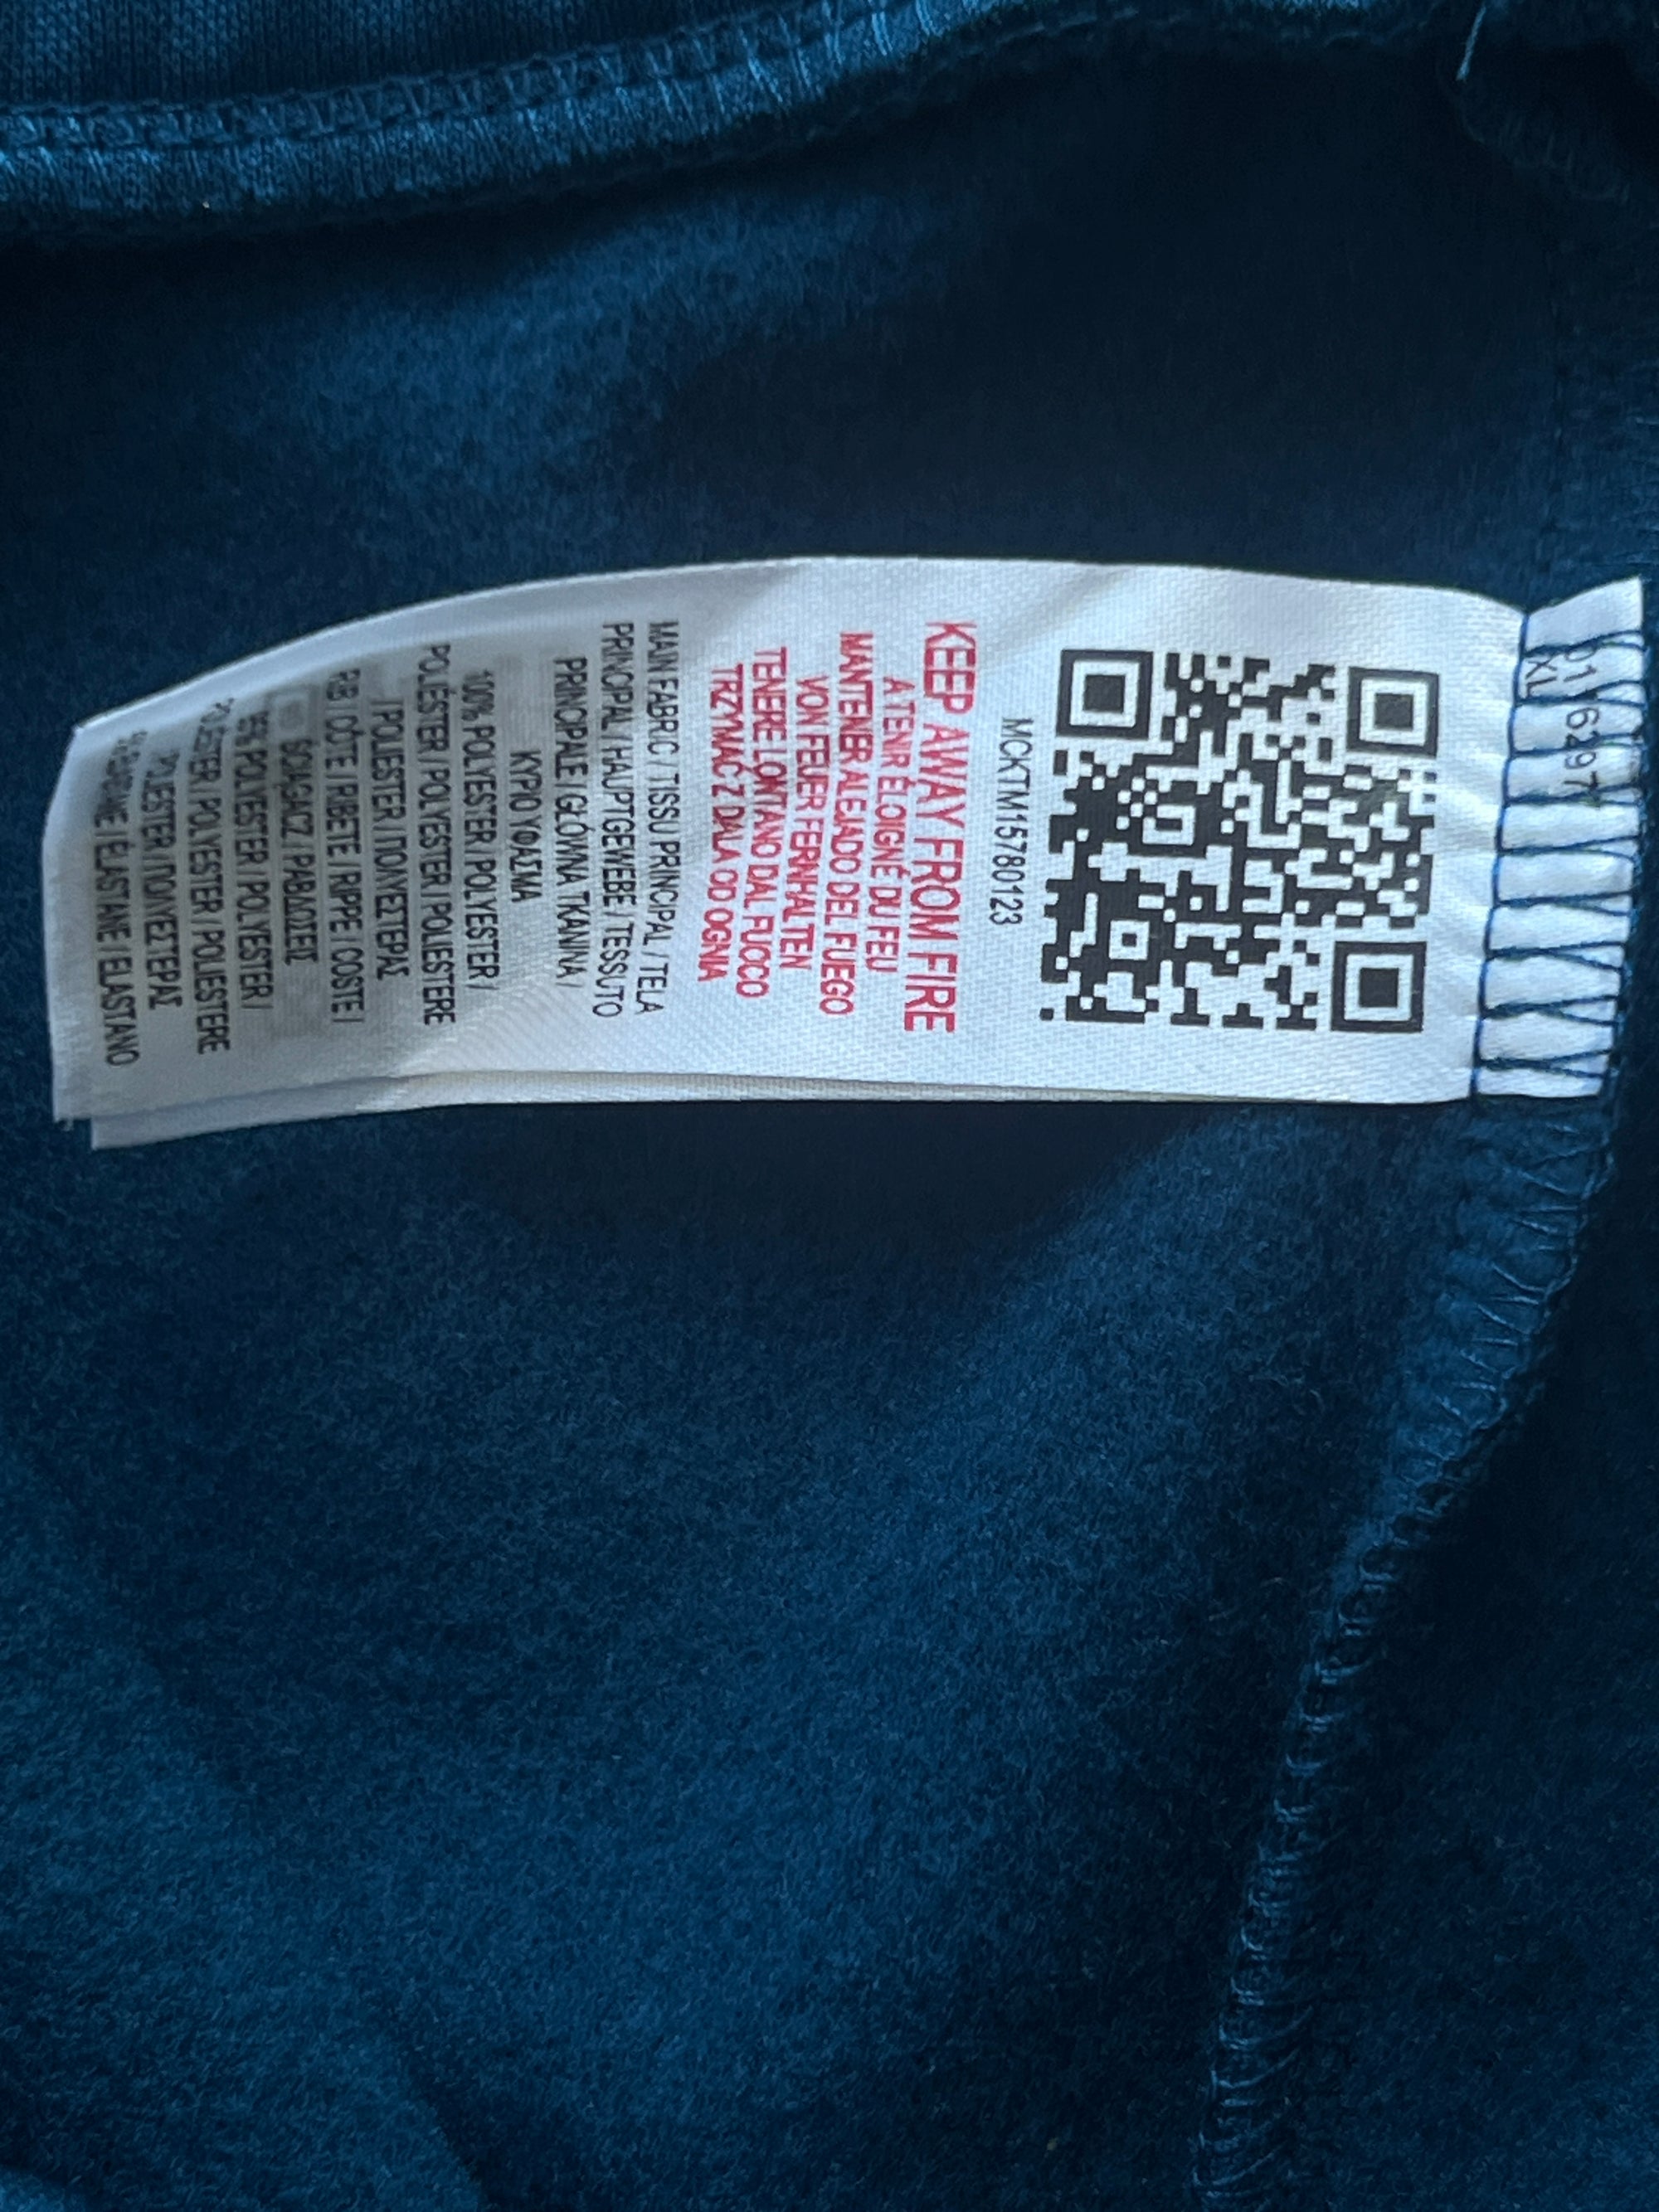 XL
MCKTM15780123
KEEP AWAY FROM FIRE
A TENIR ÉLOIGNÉ DU FEU
MANTENER ALEJADO DEL FUEGO
VON FEUER FERNHALTEN
TENERE LONTANO DAL FUOCO
TRZYMAĆ Z DALA OD OGNIA
MAIN FABRIC / TISSU PRINCIPAL / TELA
PRINCIPAL / HAUPTGEWEBE / TESSUTO
PRINCIPALE / GŁÓWNA TKANINA /
ΚΥΡΙΟ ΥΦΑΣΜΑ
100% POLYESTER / POLYESTER /
POLIÉSTER / POLYESTER / POLIESTERE
/ POLIESTER / ΠΟΛΥΕΣΤΕΡΑΣ
RIB / CÔTE / RIBETE / RIPPE / COSTE /
ŚCIĄGACZ / ΡΑΒΔΩΣΕΙΣ
95% POLYESTER / POLYESTER /
POLIÉSTER / POLYESTER / POLIESTERE
/ POLIESTER / ΠΟΛΥΕΣΤΕΡΑΣ
ELASTANE / ÉLASTANE / ELASTANO